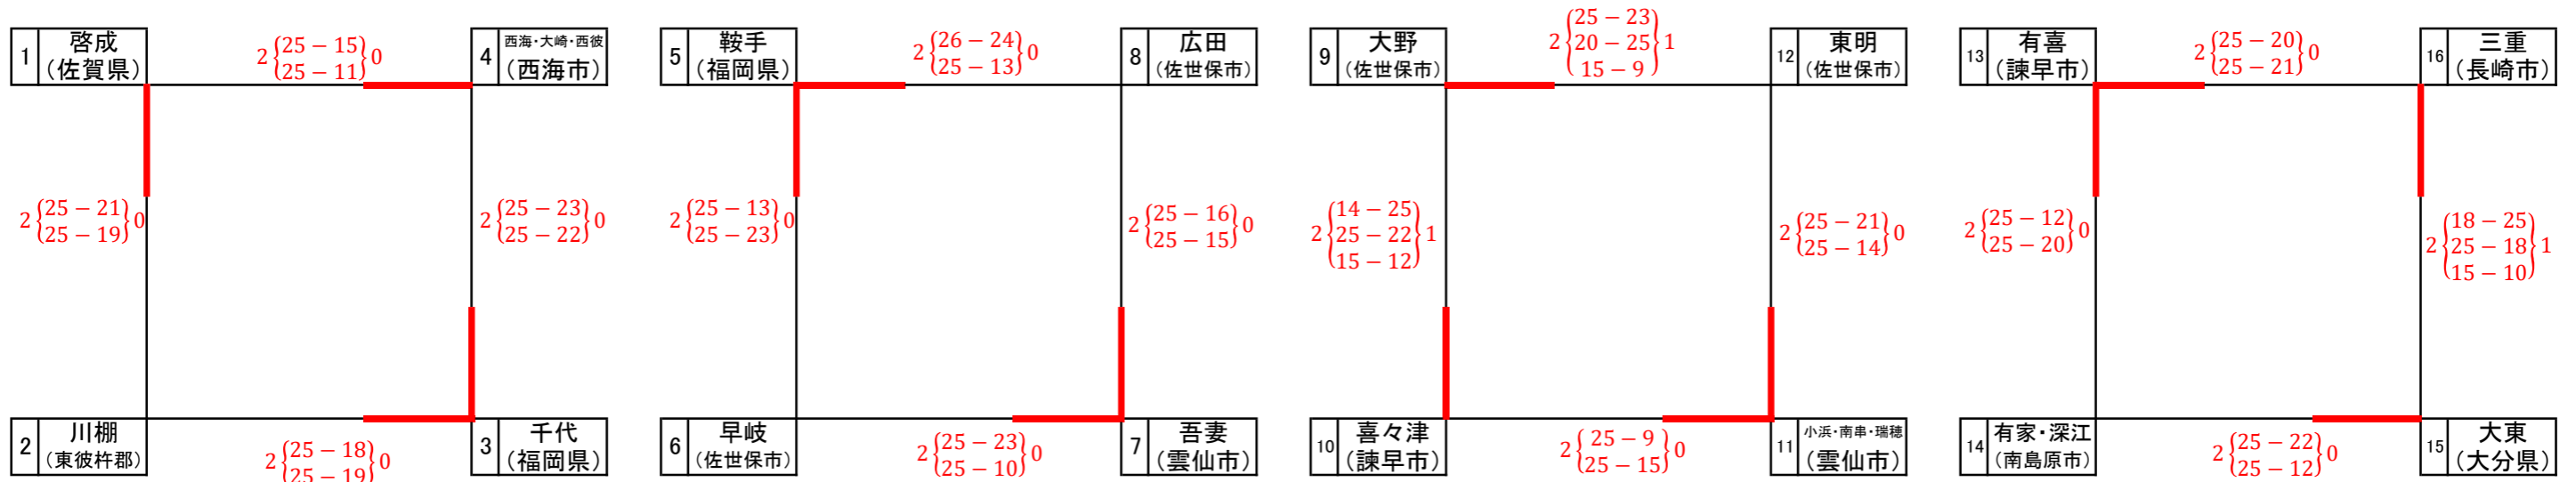 1 啓成 (佐賀県)
2{25－15 25－11}0
4 西海・大崎・西彼 (西海市)
2{25－21 25－19}0
2{25－23 25－22}0
2 川棚 (東彼杵郡)
2{25－18 25－19}0
3 千代 (福岡県)
5 鞍手 (福岡県)
2{26－24 25－13}0
8 広田 (佐世保市)
2{25－13 25－23}0
2{25－16 25－15}0
6 早岐 (佐世保市)
2{25－23 25－10}0
7 吾妻 (雲仙市)
9 大野 (佐世保市)
2{25－23 20－25 15－9}1
12 東明 (佐世保市)
2{14－25 25－22 15－12}1
2{25－21 25－14}0
10 喜々津 (諫早市)
2{25－9 25－15}0
11 小浜・南串・瑞穂 (雲仙市)
13 有喜 (諫早市)
2{25－20 25－21}0
16 三重 (長崎市)
2{25－12 25－20}0
2{18－25 25－18 15－10}1
14 有家・深江 (南島原市)
2{25－22 25－12}0
15 大東 (大分県)